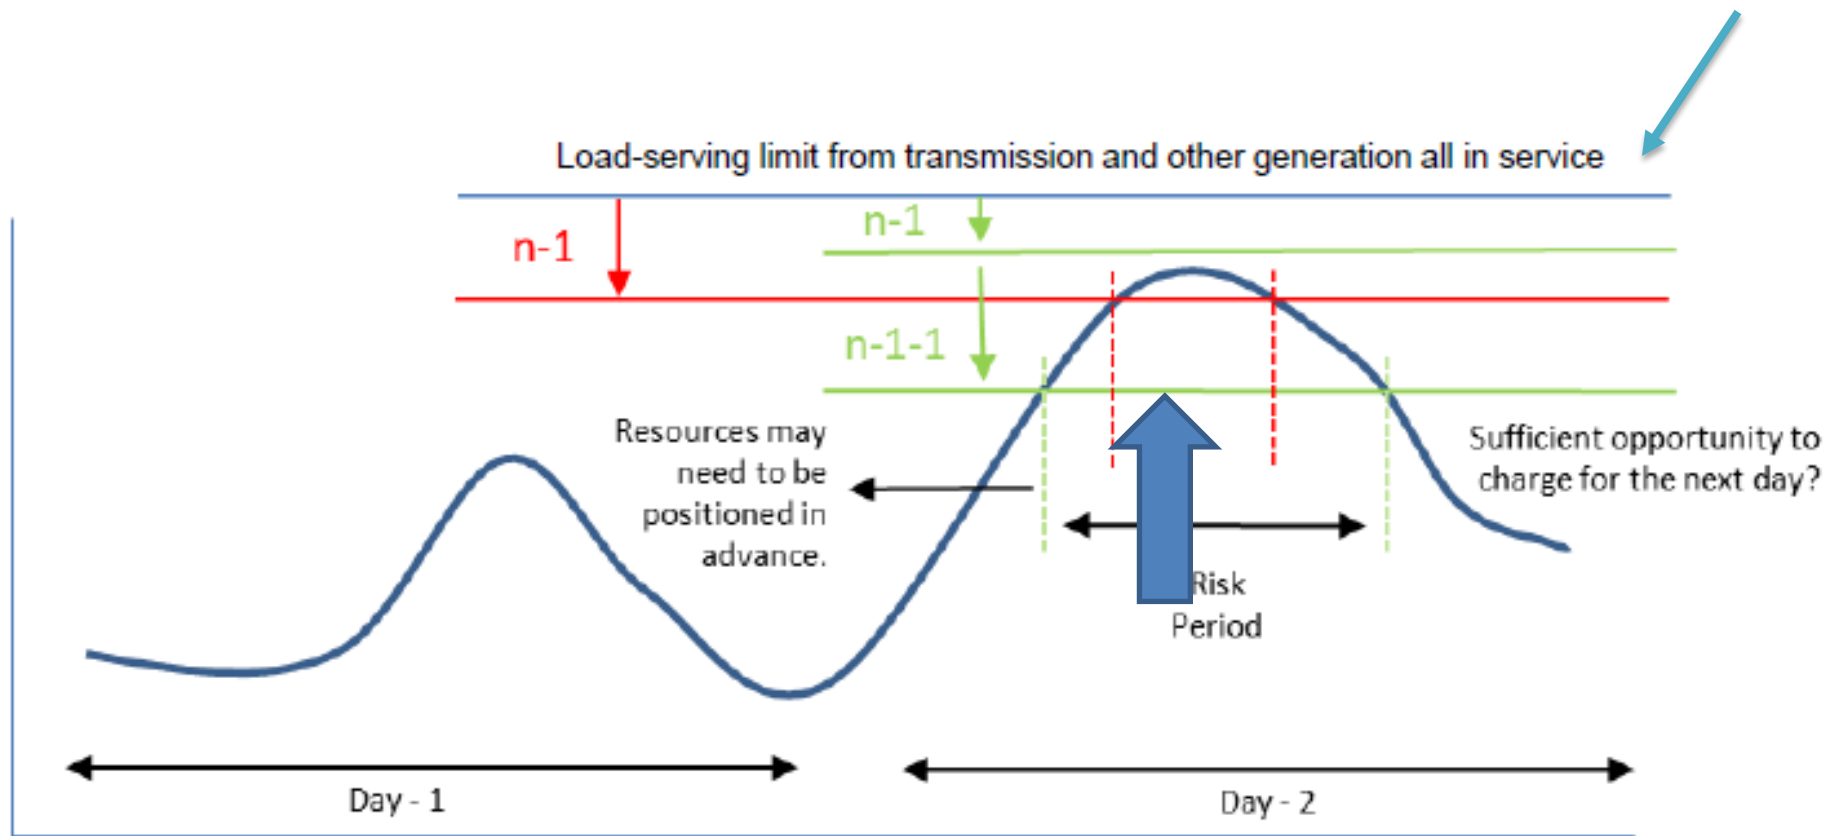 Load-serving limit from transmission and other generation all in service
n-1
n-1
n-1-1
Resources may
need to be
positioned in
advance.
Sufficient opportunity to
charge for the next day?
Risk
Period
Day - 1
Day - 2